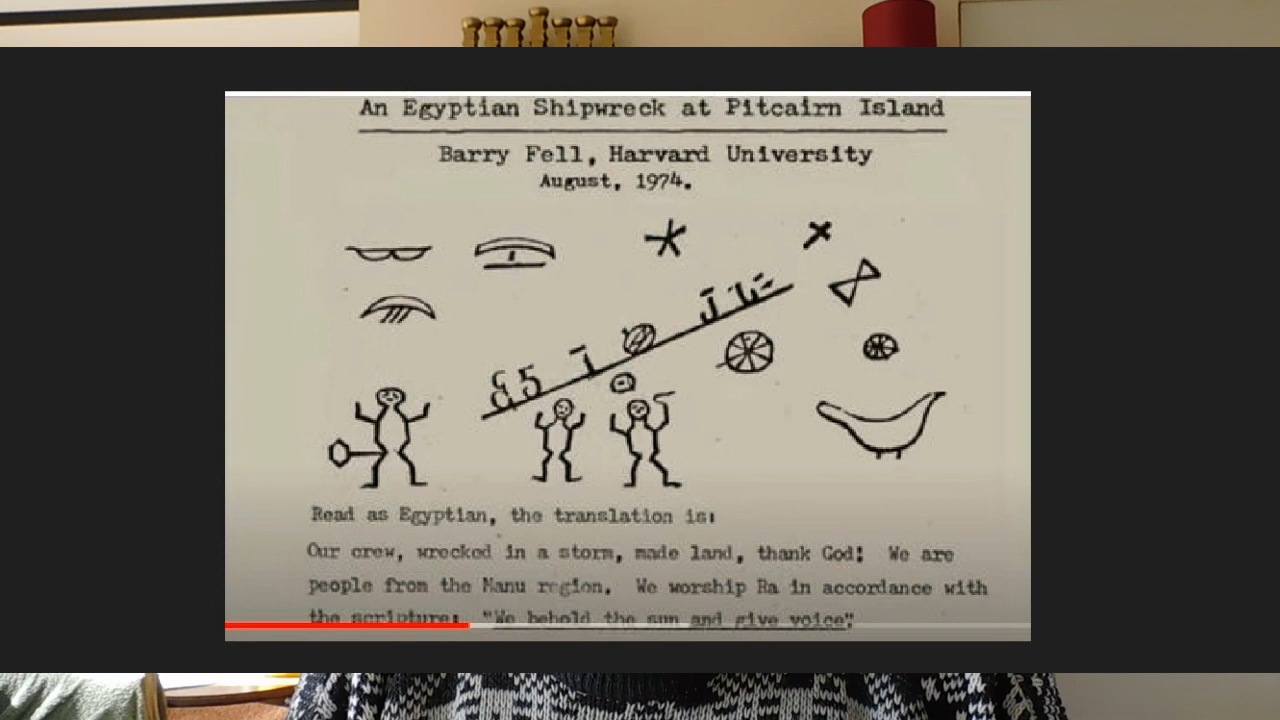 An Egyptian Shipwreck at Pitcairn Island
Barry Fell, Harvard University
August, 1974.
Read as Egyptian, the translation is:
Our crew, wrecked in a storm, made land, thank God! We are
people from the Manu region. We worship Ra in accordance with
the scripture: "We behold the sun and give voice"